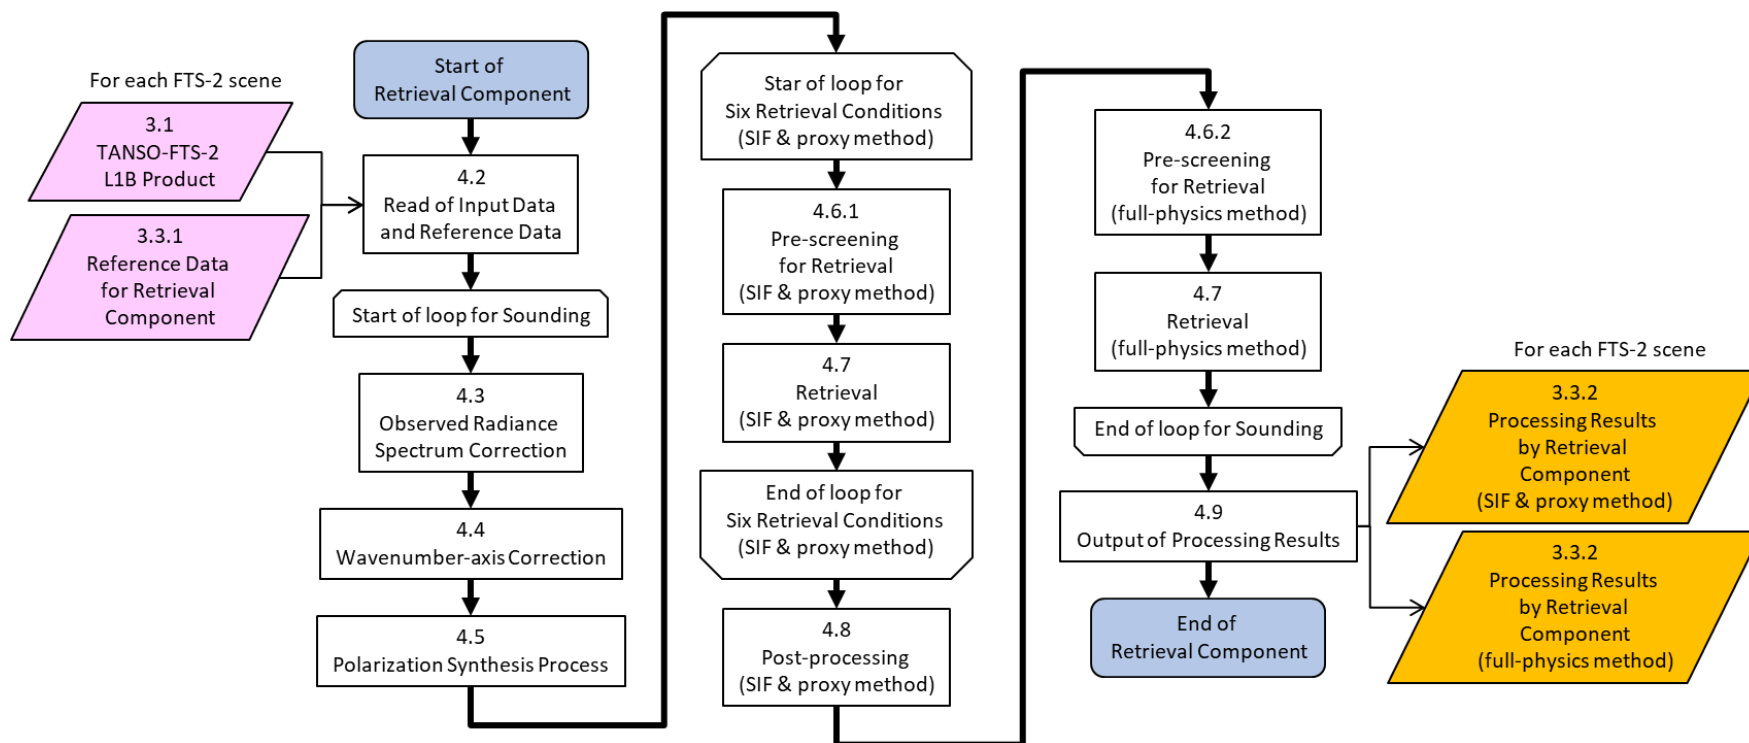 For each FTS-2 scene
3.1
TANSO-FTS-2
L1B Product
3.3.1
Reference Data
for Retrieval
Component
Start of
Retrieval Component
4.2
Read of Input Data
and Reference Data
Start of loop for Sounding
4.3
Observed Radiance
Spectrum Correction
4.4
Wavenumber-axis Correction
4.5
Polarization Synthesis Process
Star of loop for
Six Retrieval Conditions
(SIF & proxy method)
4.6.1
Pre-screening
for Retrieval
(SIF & proxy method)
4.7
Retrieval
(SIF & proxy method)
End of loop for
Six Retrieval Conditions
(SIF & proxy method)
4.8
Post-processing
(SIF & proxy method)
4.6.2
Pre-screening
for Retrieval
(full-physics method)
4.7
Retrieval
(full-physics method)
End of loop for Sounding
4.9
Output of Processing Results
End of
Retrieval Component
For each FTS-2 scene
3.3.2
Processing Results
by Retrieval
Component
(SIF & proxy method)
3.3.2
Processing Results
by Retrieval
Component
(full-physics method)